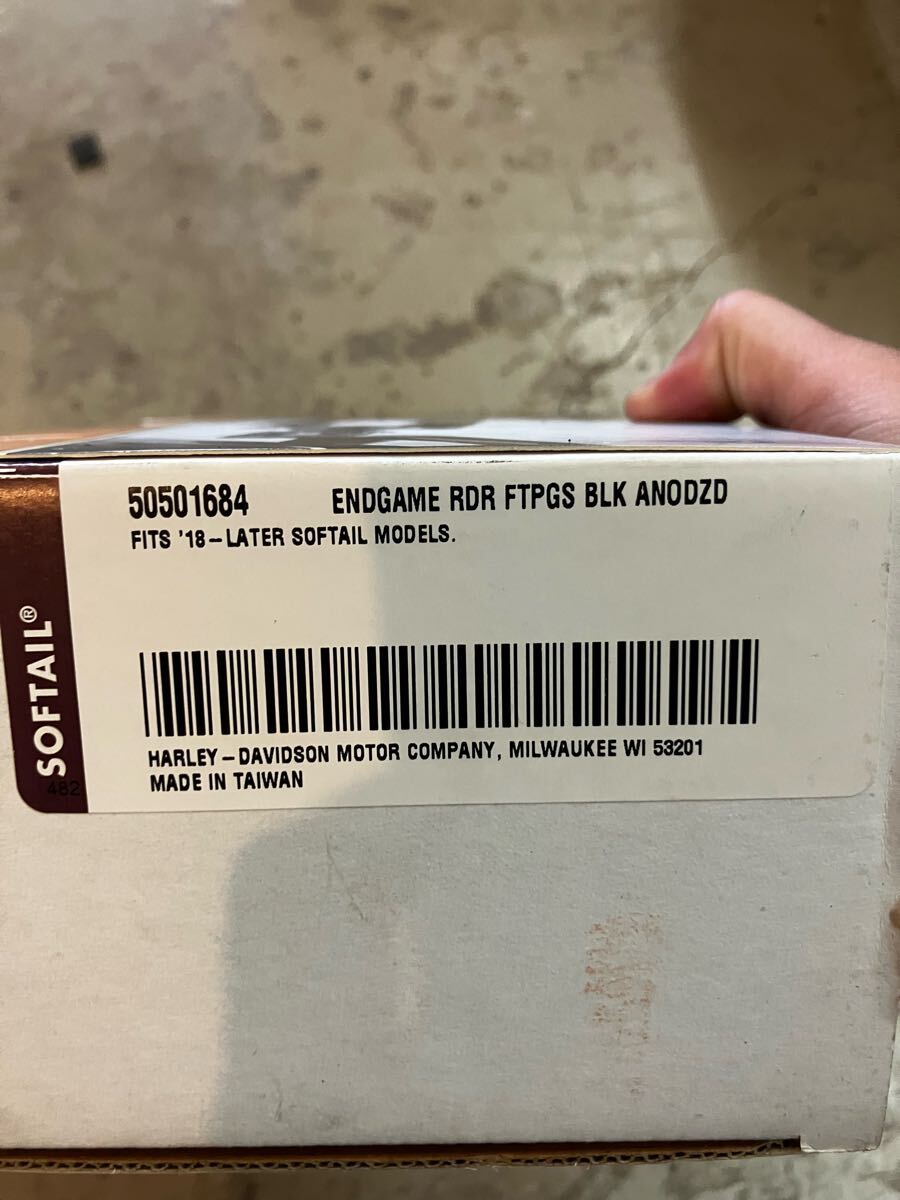 50501684 ENDGAME RDR FTPGS BLK ANODZD
FITS '18-LATER SOFTAIL MODELS.
SOFTAIL®
482
HARLEY-DAVIDSON MOTOR COMPANY, MILWAUKEE WI 53201
MADE IN TAIWAN